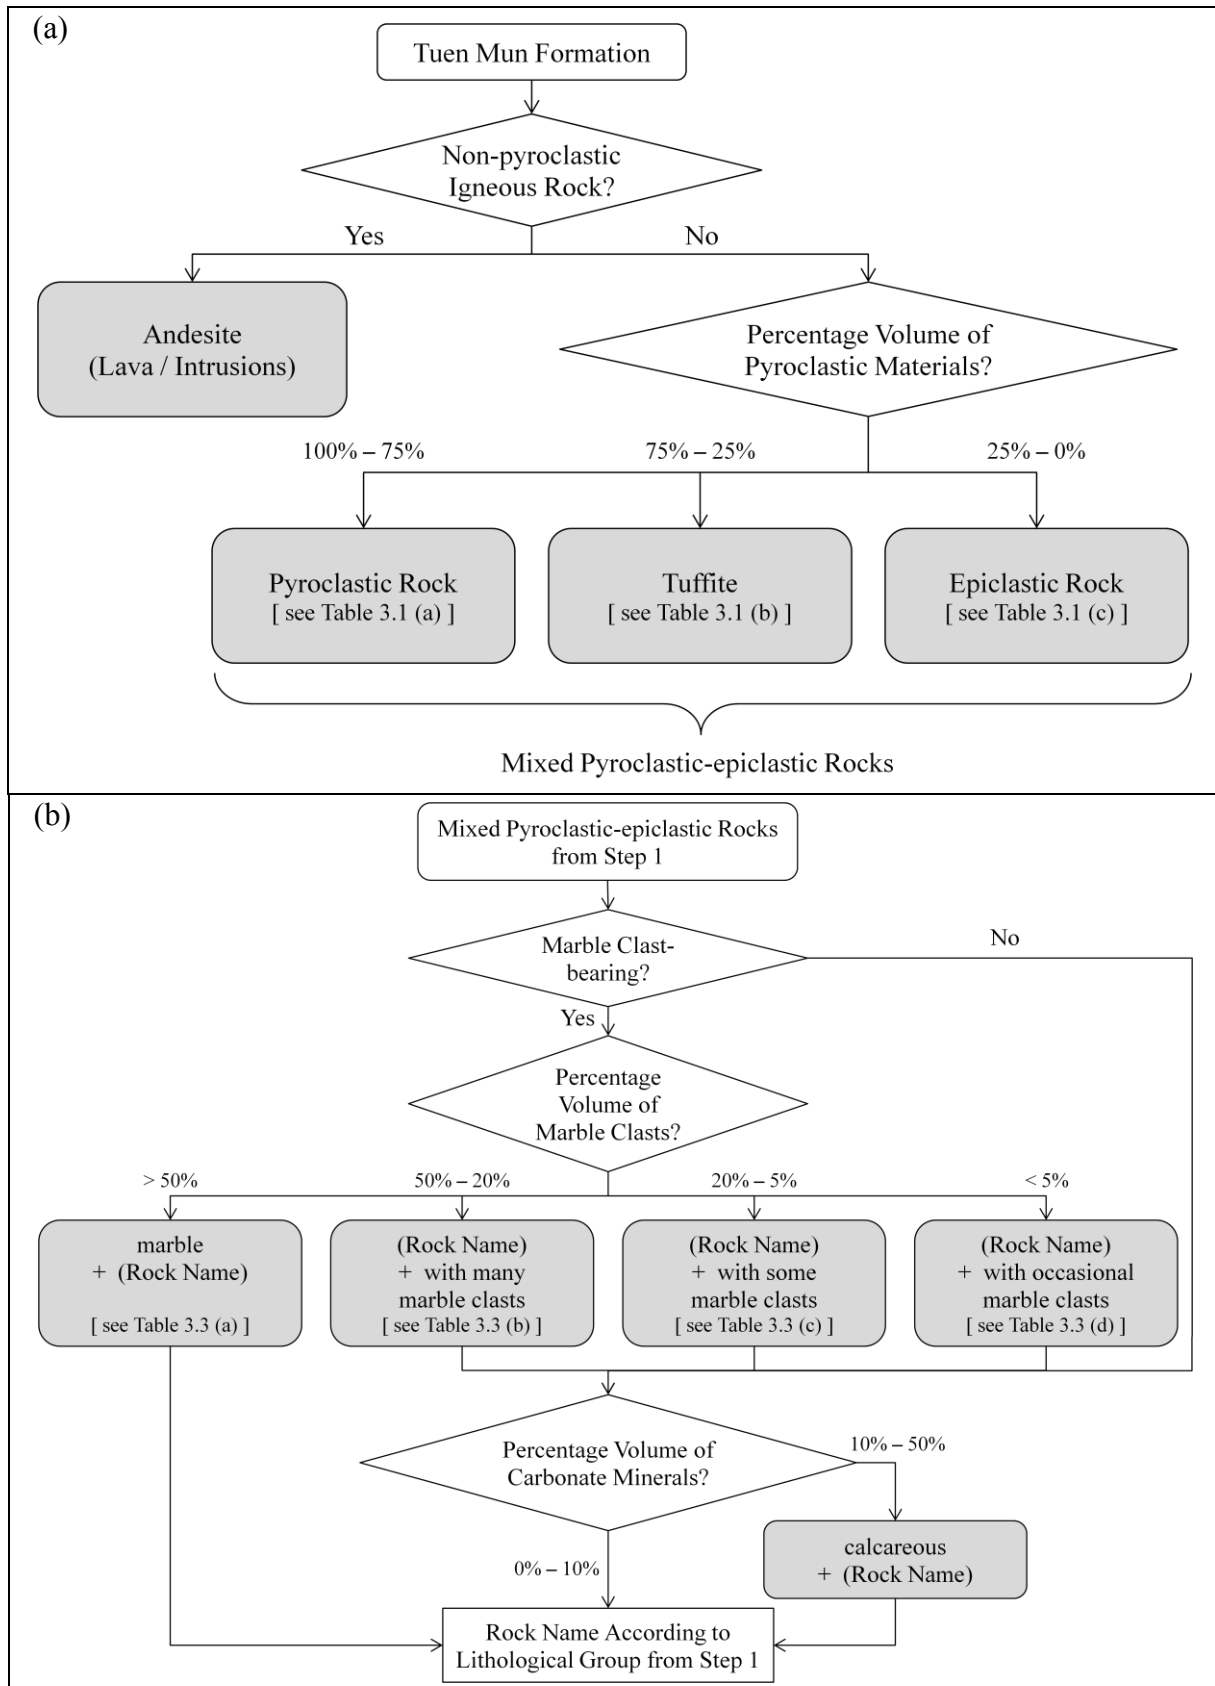 (a)
Tuen Mun Formation
Non-pyroclastic
Igneous Rock?
Yes
No
Andesite
(Lava / Intrusions)
Percentage Volume of
Pyroclastic Materials?
100% – 75%
75% – 25%
25% – 0%
Pyroclastic Rock
[ see Table 3.1 (a) ]
Tuffite
[ see Table 3.1 (b) ]
Epiclastic Rock
[ see Table 3.1 (c) ]
Mixed Pyroclastic-epiclastic Rocks
(b)
Mixed Pyroclastic-epiclastic Rocks
from Step 1
Marble Clast-
bearing?
No
Yes
Percentage
Volume of
Marble Clasts?
> 50%
50% – 20%
20% – 5%
< 5%
marble
+ (Rock Name)
[ see Table 3.3 (a) ]
(Rock Name)
+ with many
marble clasts
[ see Table 3.3 (b) ]
(Rock Name)
+ with some
marble clasts
[ see Table 3.3 (c) ]
(Rock Name)
+ with occasional
marble clasts
[ see Table 3.3 (d) ]
Percentage Volume of
Carbonate Minerals?
10% – 50%
calcareous
+ (Rock Name)
0% – 10%
Rock Name According to
Lithological Group from Step 1